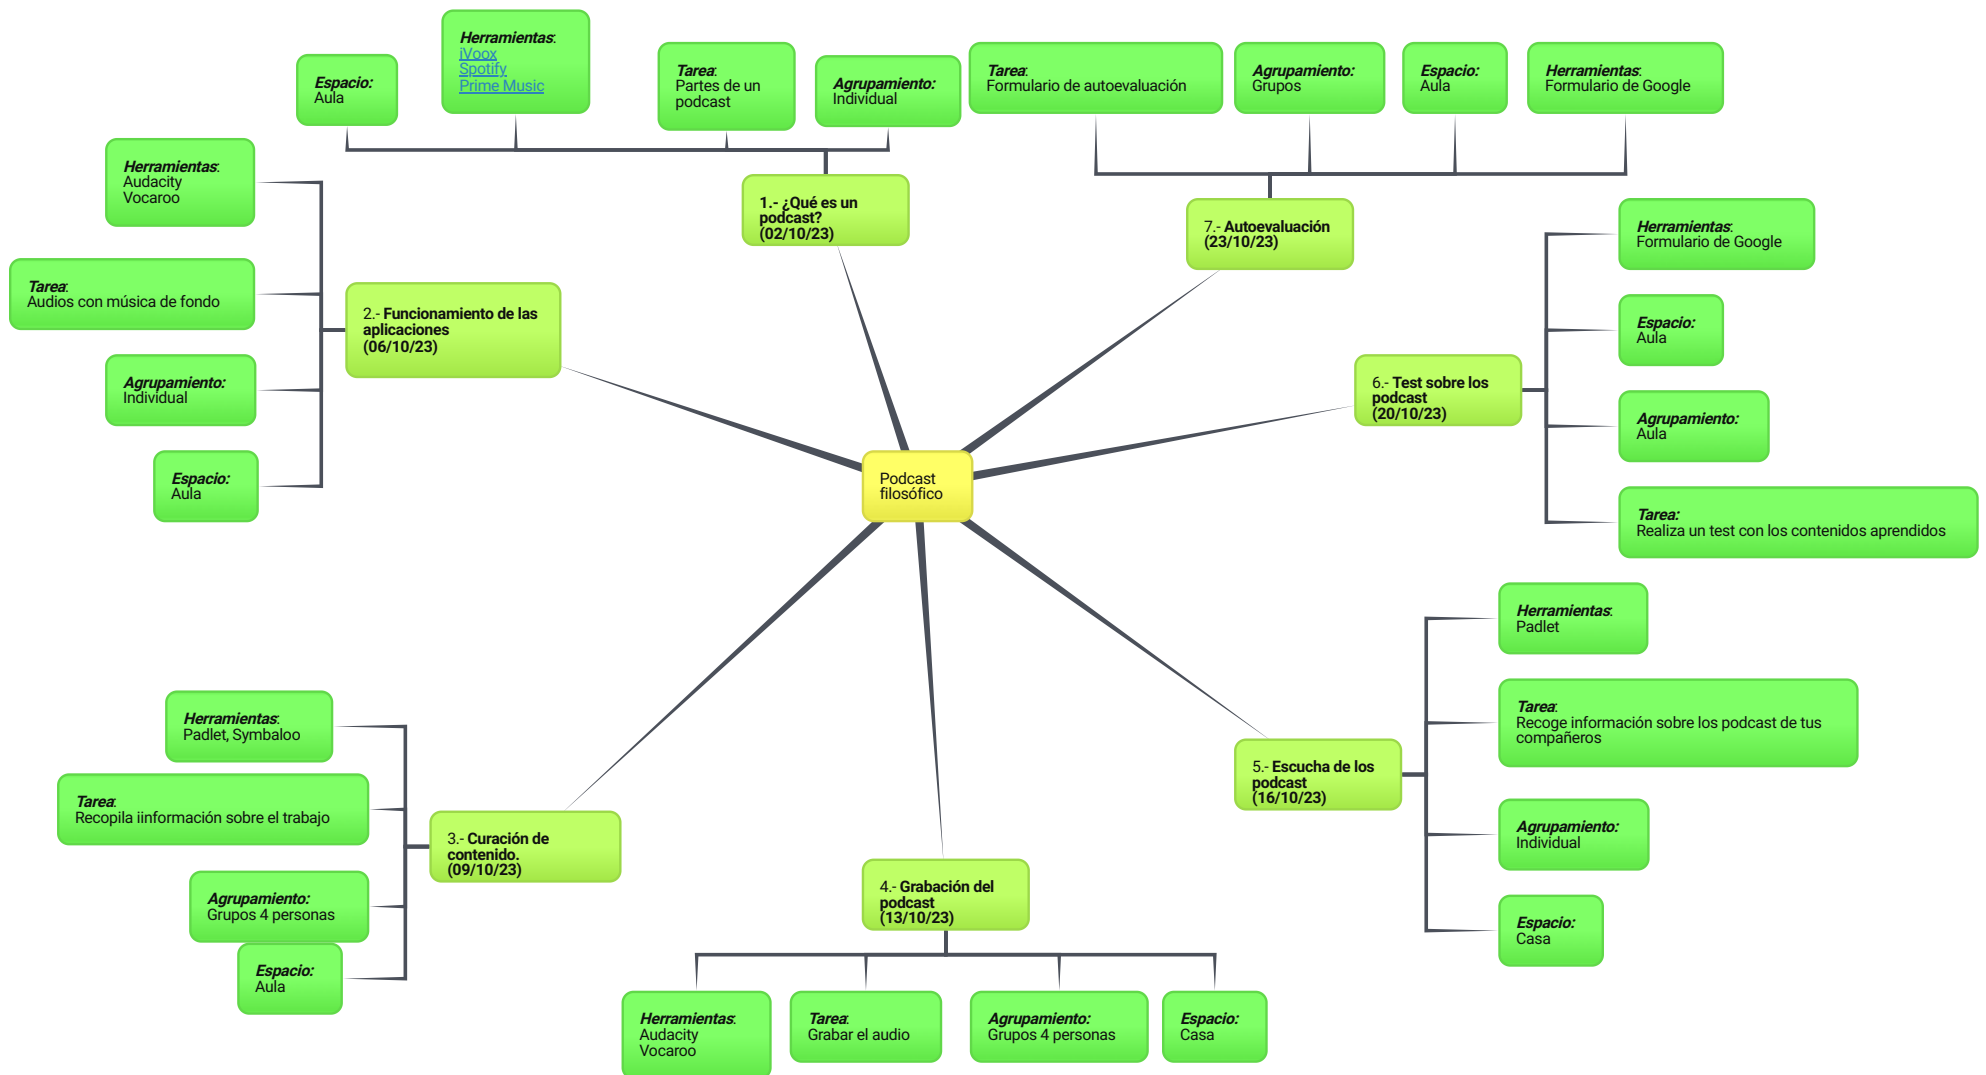 Podcast
filosófico
1.- ¿Qué es un
podcast?
(02/10/23)
Espacio:
Aula
Herramientas:
iVoox
Spotify
Prime Music
Tarea:
Partes de un
podcast
Agrupamiento:
Individual
2.- Funcionamiento de las
aplicaciones
(06/10/23)
Herramientas:
Audacity
Vocaroo
Tarea:
Audios con música de fondo
Agrupamiento:
Individual
Espacio:
Aula
3.- Curación de
contenido.
(09/10/23)
Herramientas:
Padlet, Symbaloo
Tarea:
Recopila iinformación sobre el trabajo
Agrupamiento:
Grupos 4 personas
Espacio:
Aula
4.- Grabación del
podcast
(13/10/23)
Herramientas:
Audacity
Vocaroo
Tarea:
Grabar el audio
Agrupamiento:
Grupos 4 personas
Espacio:
Casa
5.- Escucha de los
podcast
(16/10/23)
Herramientas:
Padlet
Tarea:
Recoge información sobre los podcast de tus
compañeros
Agrupamiento:
Individual
Espacio:
Casa
6.- Test sobre los
podcast
(20/10/23)
Herramientas:
Formulario de Google
Espacio:
Aula
Agrupamiento:
Aula
Tarea:
Realiza un test con los contenidos aprendidos
7.- Autoevaluación
(23/10/23)
Tarea:
Formulario de autoevaluación
Agrupamiento:
Grupos
Espacio:
Aula
Herramientas:
Formulario de Google